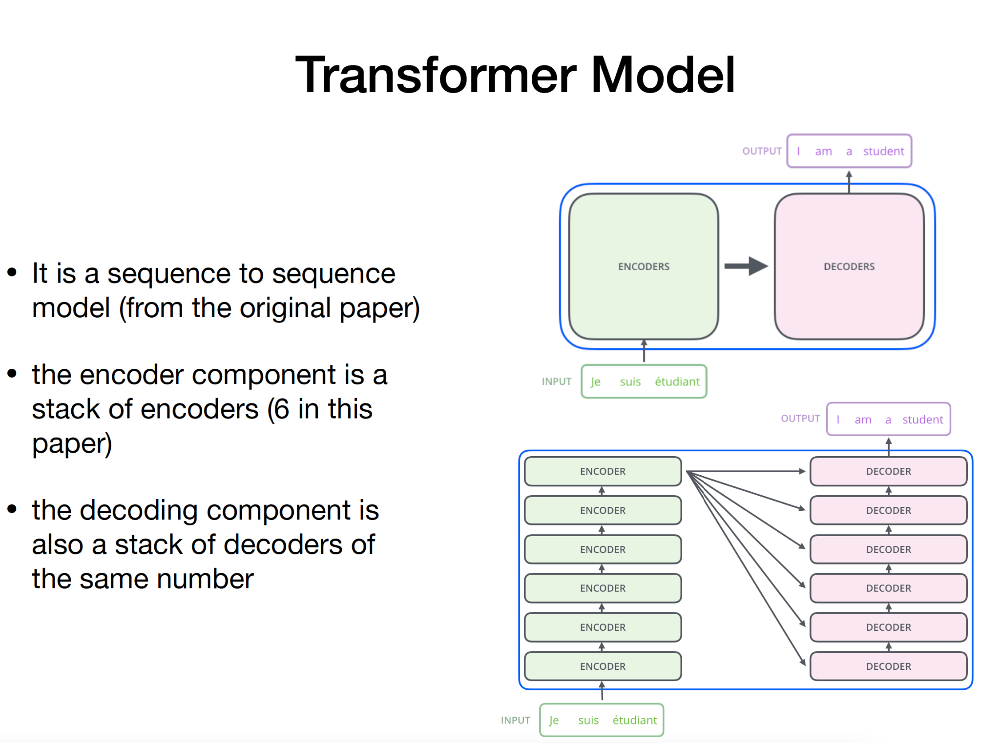 Transformer Model
• It is a sequence to sequence
model (from the original paper)
• the encoder component is a
stack of encoders (6 in this
paper)
• the decoding component is
also a stack of decoders of
the same number
OUTPUT I am a student
ENCODERS DECODERS
INPUT Je suis étudiant
OUTPUT I am a student
ENCODER DECODER
ENCODER DECODER
ENCODER DECODER
ENCODER DECODER
ENCODER DECODER
ENCODER DECODER
INPUT Je suis étudiant